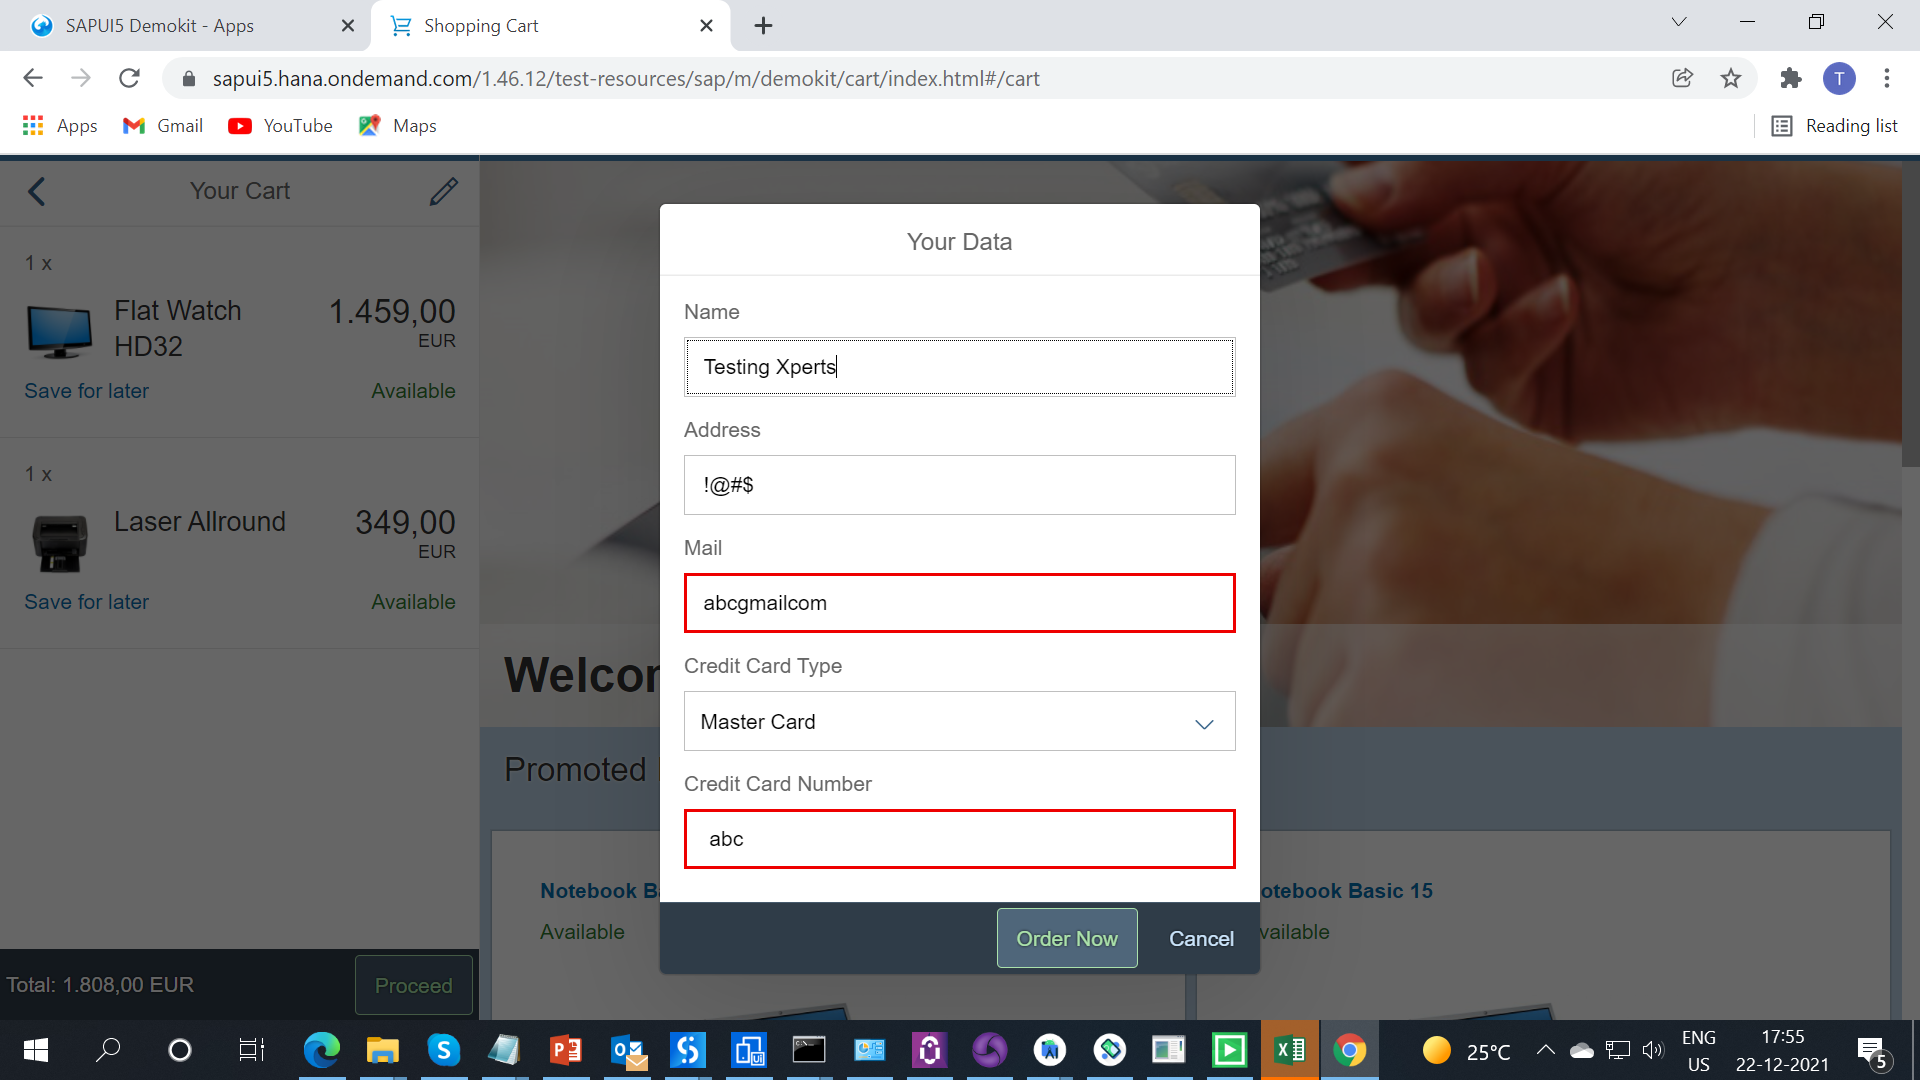 SAPUI5 Demokit - Apps
Shopping Cart
sapui5.hana.ondemand.com/1.46.12/test-resources/sap/m/demokit/cart/index.html#/cart
T
Apps
Gmail
YouTube
Maps
Reading list
Your Cart
1 x
Flat Watch
HD32
1.459,00
EUR
Save for later
Available
1 x
Laser Allround
349,00
EUR
Save for later
Available
Total: 1.808,00 EUR
Proceed
Your Data
Name
Testing Xperts
Address
!@#$
Mail
abcgmailcom
Credit Card Type
Master Card
Credit Card Number
abc
Order Now
Cancel
Welcom
Promoted
Notebook Ba
Available
otebook Basic 15
vailable
25°C
ENG
US
17:55
22-12-2021
5